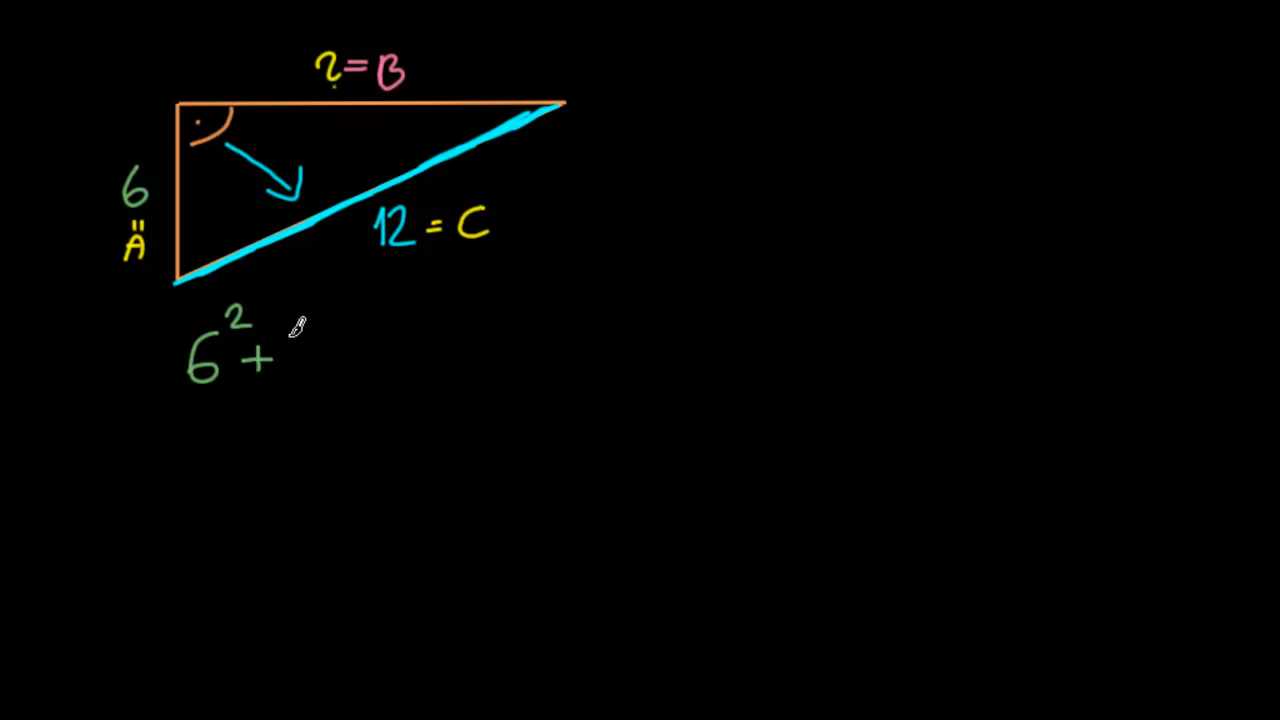 ? = B
6
=
A
12 = C
6² +